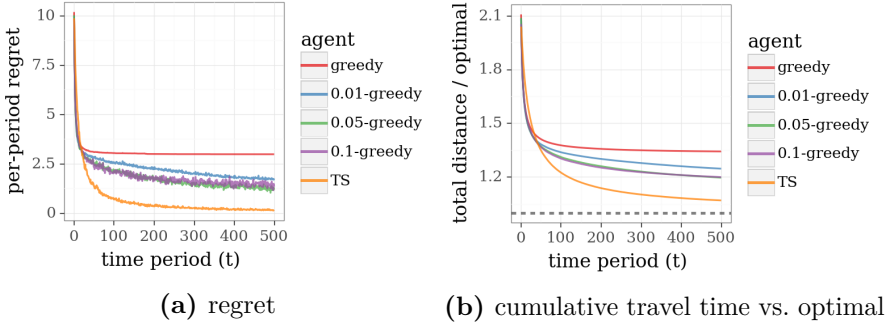 10
7.5
5
2.5
0
per-period regret
0 100 200 300 400 500
time period (t)
agent
greedy
0.01-greedy
0.05-greedy
0.1-greedy
TS
(a) regret
2.1
1.8
1.5
1.2
total distance / optimal
0 100 200 300 400 500
time period (t)
agent
greedy
0.01-greedy
0.05-greedy
0.1-greedy
TS
(b) cumulative travel time vs. optimal